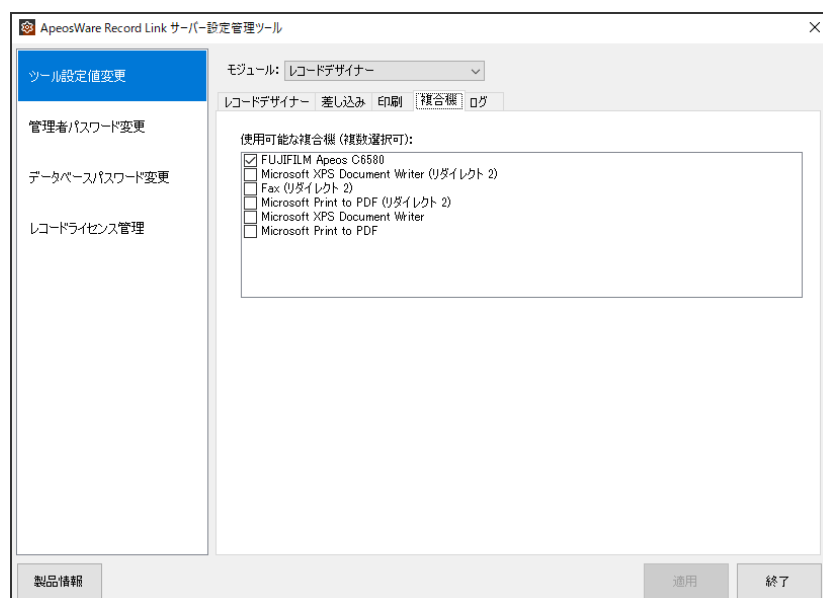 ApeosWare Record Link サーバー設定管理ツール
ツール設定値変更
管理者パスワード変更
データベースパスワード変更
レコードライセンス管理
モジュール: レコードデザイナー
レコードデザイナー 差し込み 印刷 複合機 ログ
使用可能な複合機 (複数選択可):
FUJIFILM Apeos C6580
Microsoft XPS Document Writer (リダイレクト 2)
Fax (リダイレクト 2)
Microsoft Print to PDF (リダイレクト 2)
Microsoft XPS Document Writer
Microsoft Print to PDF
製品情報
適用
終了